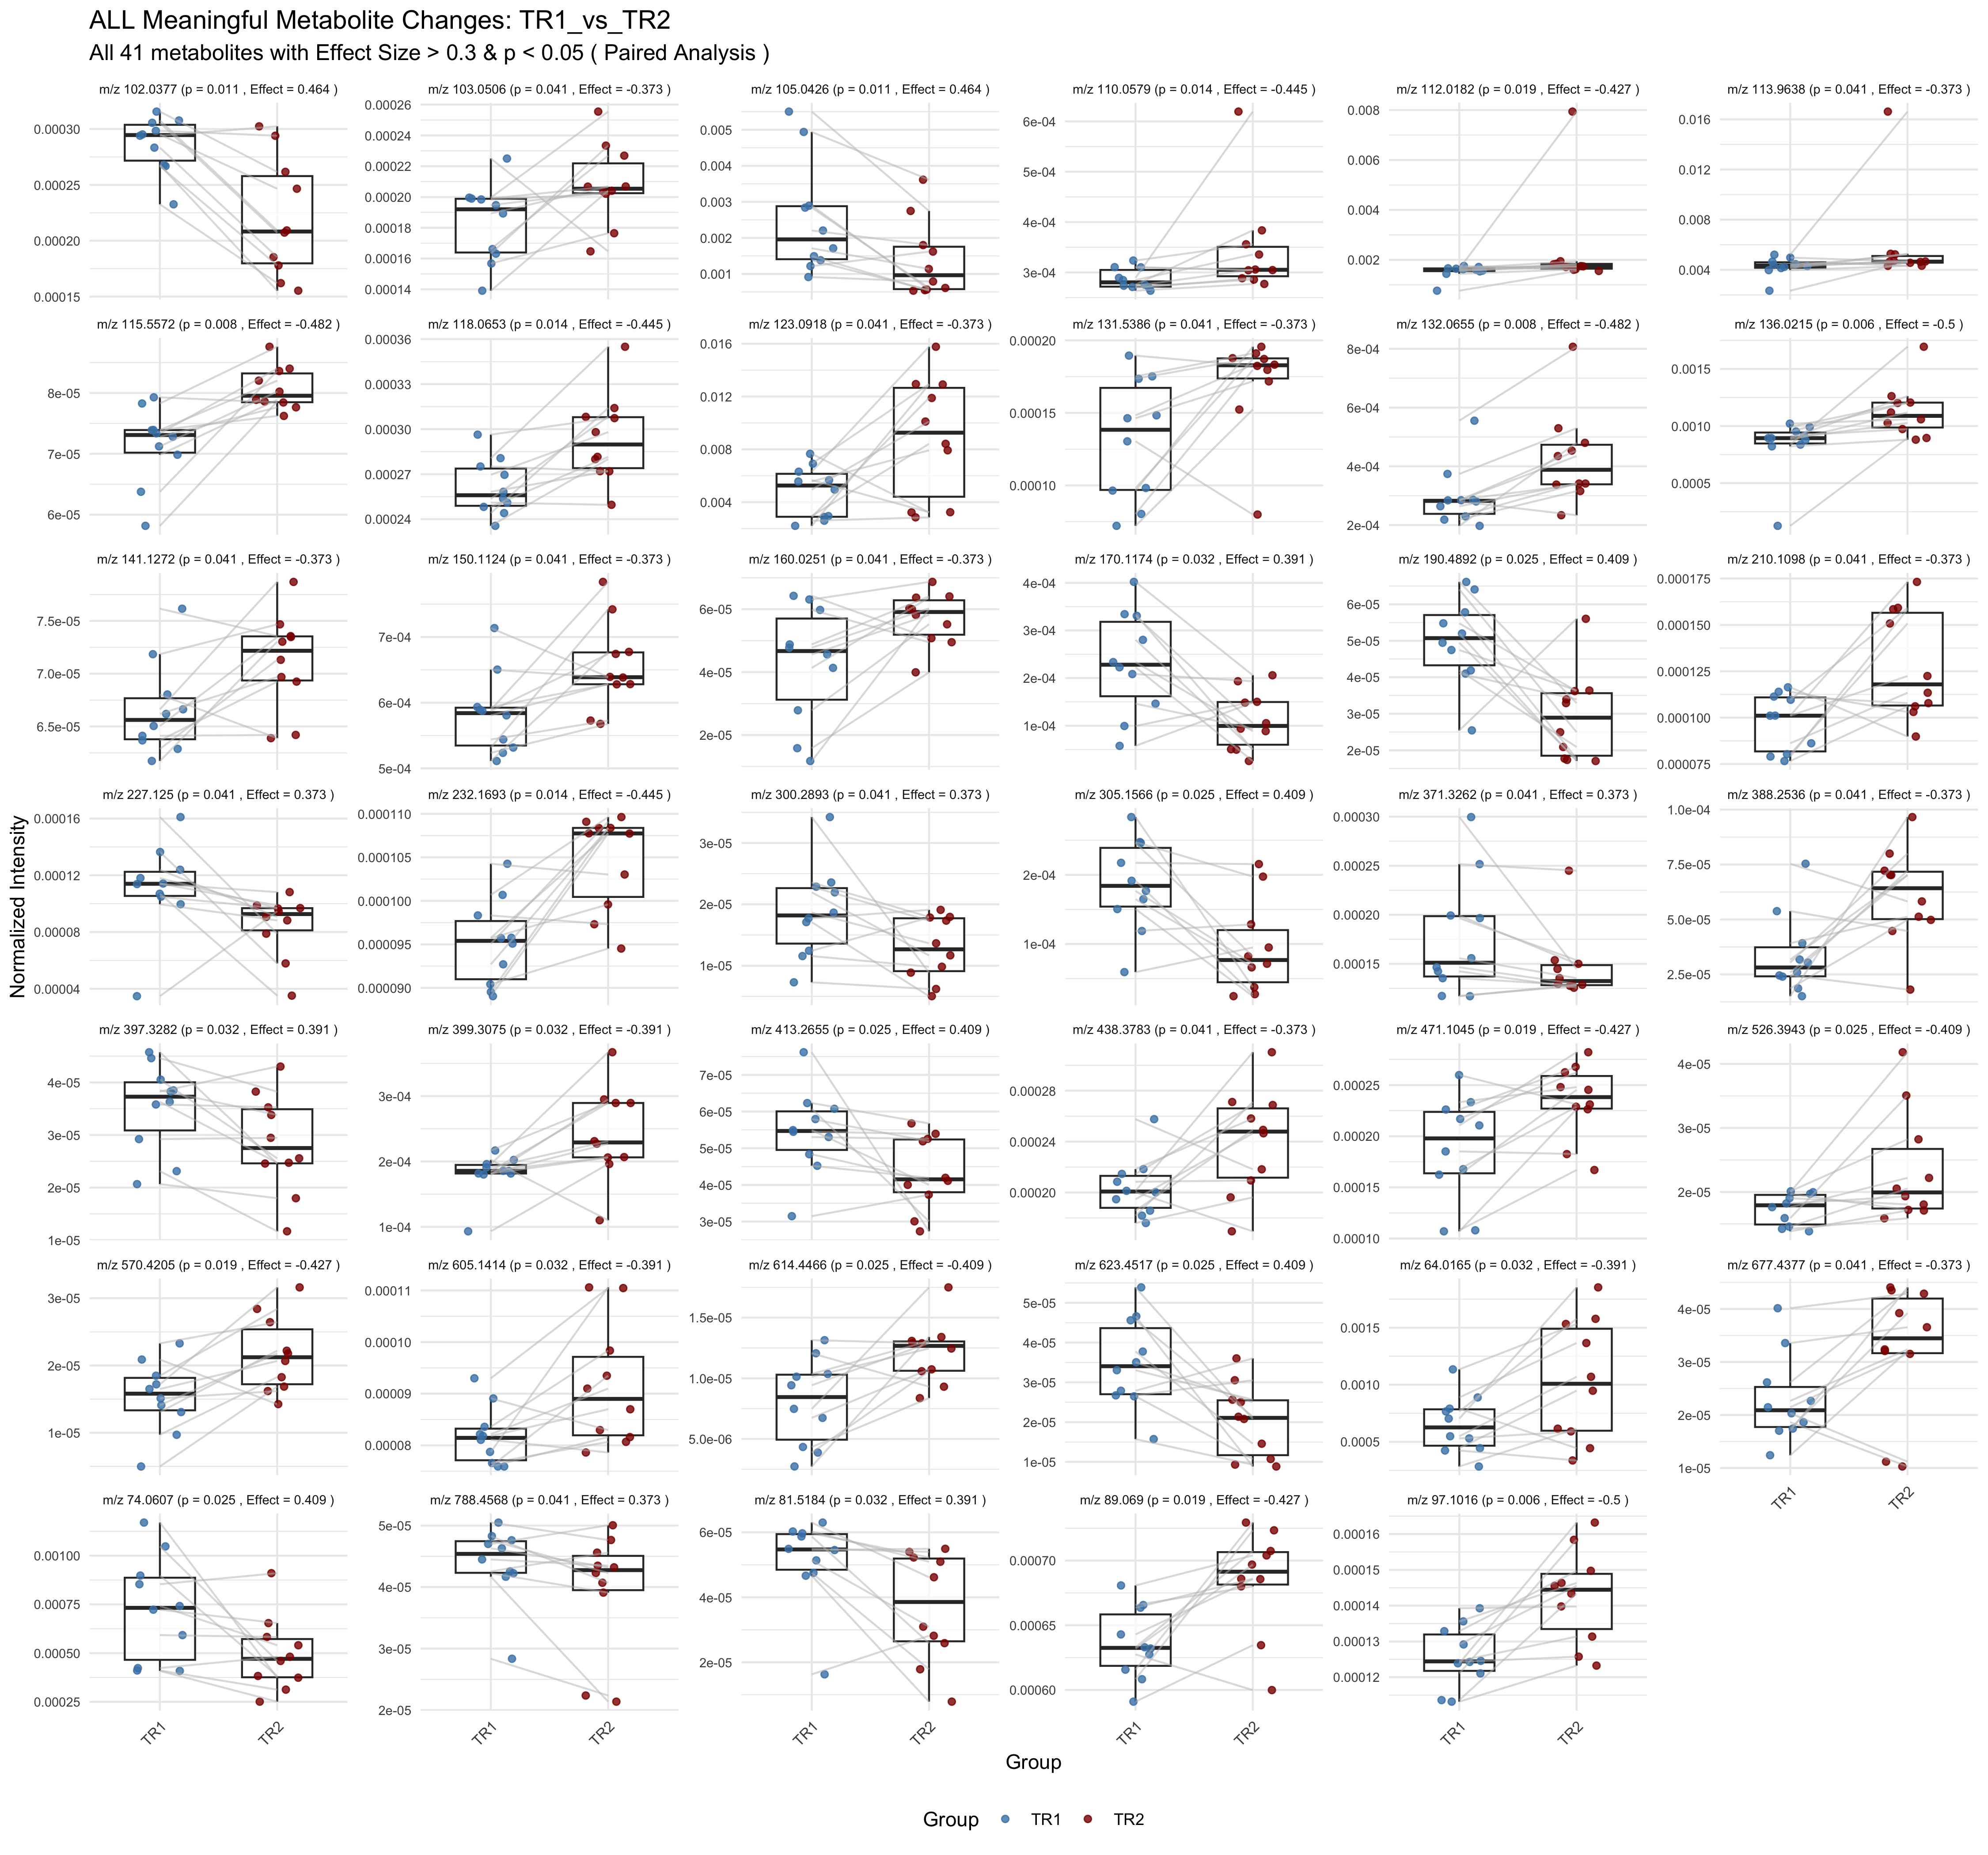 ALL Meaningful Metabolite Changes: TR1_vs_TR2
All 41 metabolites with Effect Size > 0.3 & p < 0.05 ( Paired Analysis )
m/z 102.0377 (p = 0.011 , Effect = 0.464 )
0.00030
0.00025
0.00020
0.00015
m/z 103.0506 (p = 0.041 , Effect = -0.373 )
0.00026
0.00024
0.00022
0.00020
0.00018
0.00016
0.00014
m/z 105.0426 (p = 0.011 , Effect = 0.464 )
0.005
0.004
0.003
0.002
0.001
m/z 110.0579 (p = 0.014 , Effect = -0.445 )
6e-04
5e-04
4e-04
3e-04
m/z 112.0182 (p = 0.019 , Effect = -0.427 )
0.008
0.006
0.004
0.002
m/z 113.9638 (p = 0.041 , Effect = -0.373 )
0.016
0.012
0.008
0.004
m/z 115.5572 (p = 0.008 , Effect = -0.482 )
8e-05
7e-05
6e-05
m/z 118.0653 (p = 0.014 , Effect = -0.445 )
0.00036
0.00033
0.00030
0.00027
0.00024
m/z 123.0918 (p = 0.041 , Effect = -0.373 )
0.016
0.012
0.008
0.004
m/z 131.5386 (p = 0.041 , Effect = -0.373 )
0.00020
0.00015
0.00010
m/z 132.0655 (p = 0.008 , Effect = -0.482 )
8e-04
6e-04
4e-04
2e-04
m/z 136.0215 (p = 0.006 , Effect = -0.5 )
0.0015
0.0010
0.0005
m/z 141.1272 (p = 0.041 , Effect = -0.373 )
7.5e-05
7.0e-05
6.5e-05
m/z 150.1124 (p = 0.041 , Effect = -0.373 )
7e-04
6e-04
5e-04
m/z 160.0251 (p = 0.041 , Effect = -0.373 )
6e-05
4e-05
2e-05
m/z 170.1174 (p = 0.032 , Effect = 0.391 )
4e-04
3e-04
2e-04
1e-04
m/z 190.4892 (p = 0.025 , Effect = 0.409 )
6e-05
5e-05
4e-05
3e-05
2e-05
m/z 210.1098 (p = 0.041 , Effect = -0.373 )
0.000175
0.000150
0.000125
0.000100
0.000075
m/z 227.125 (p = 0.041 , Effect = 0.373 )
0.00016
0.00012
0.00008
0.00004
m/z 232.1693 (p = 0.014 , Effect = -0.445 )
0.000110
0.000105
0.000100
0.000095
0.000090
m/z 300.2893 (p = 0.041 , Effect = 0.373 )
3e-05
2e-05
1e-05
m/z 305.1566 (p = 0.025 , Effect = 0.409 )
2e-04
1e-04
m/z 371.3262 (p = 0.041 , Effect = 0.373 )
0.00030
0.00025
0.00020
0.00015
m/z 388.2536 (p = 0.041 , Effect = -0.373 )
1.0e-04
7.5e-05
5.0e-05
2.5e-05
m/z 397.3282 (p = 0.032 , Effect = 0.391 )
4e-05
3e-05
2e-05
1e-05
m/z 399.3075 (p = 0.032 , Effect = -0.391 )
3e-04
2e-04
1e-04
m/z 413.2655 (p = 0.025 , Effect = 0.409 )
7e-05
6e-05
5e-05
4e-05
3e-05
m/z 438.3783 (p = 0.041 , Effect = -0.373 )
0.00028
0.00024
0.00020
m/z 471.1045 (p = 0.019 , Effect = -0.427 )
0.00025
0.00020
0.00015
0.00010
m/z 526.3943 (p = 0.025 , Effect = -0.409 )
4e-05
3e-05
2e-05
m/z 570.4205 (p = 0.019 , Effect = -0.427 )
3e-05
2e-05
1e-05
m/z 605.1414 (p = 0.032 , Effect = -0.391 )
0.00011
0.00010
0.00009
0.00008
m/z 614.4466 (p = 0.025 , Effect = -0.409 )
1.5e-05
1.0e-05
5.0e-06
m/z 623.4517 (p = 0.025 , Effect = 0.409 )
5e-05
4e-05
3e-05
2e-05
1e-05
m/z 64.0165 (p = 0.032 , Effect = -0.391 )
0.0015
0.0010
0.0005
m/z 677.4377 (p = 0.041 , Effect = -0.373 )
4e-05
3e-05
2e-05
1e-05
TR1
TR2
m/z 74.0607 (p = 0.025 , Effect = 0.409 )
0.00100
0.00075
0.00050
0.00025
TR1
TR2
m/z 788.4568 (p = 0.041 , Effect = 0.373 )
5e-05
4e-05
3e-05
2e-05
TR1
TR2
m/z 81.5184 (p = 0.032 , Effect = 0.391 )
6e-05
4e-05
2e-05
TR1
TR2
m/z 89.069 (p = 0.019 , Effect = -0.427 )
0.00070
0.00065
0.00060
TR1
TR2
m/z 97.1016 (p = 0.006 , Effect = -0.5 )
0.00016
0.00015
0.00014
0.00013
0.00012
TR1
TR2
Normalized Intensity
Group
Group TR1 TR2